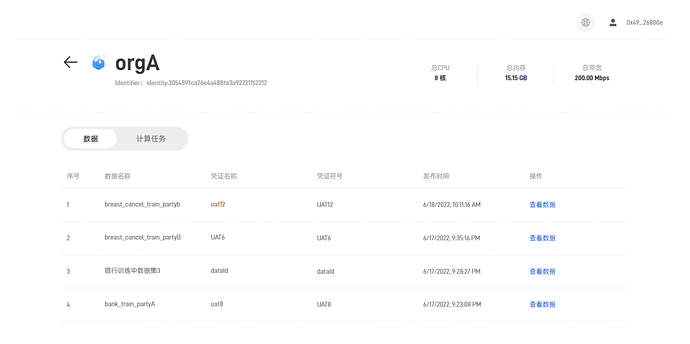 0x49...26800e
orgA
Identifier： identity:3054891ca26e4a488fa3a92731152212
总CPU 总内存 总带宽
8 核 15.15 GB 200.00 Mbps
数据 计算任务
序号 数据名称 凭证名称 凭证符号 发布时间 操作
1 breast_cancel_train_partyb uat12 UAT12 6/18/2022, 10:11:16 AM 查看数据
2 breast_cancel_train_partyB UAT6 UAT6 6/17/2022, 9:35:16 PM 查看数据
3 银行训练中数据集3 dataId dataId 6/17/2022, 9:28:27 PM 查看数据
4 bank_train_partyA uat8 UAT8 6/17/2022, 9:23:08 PM 查看数据